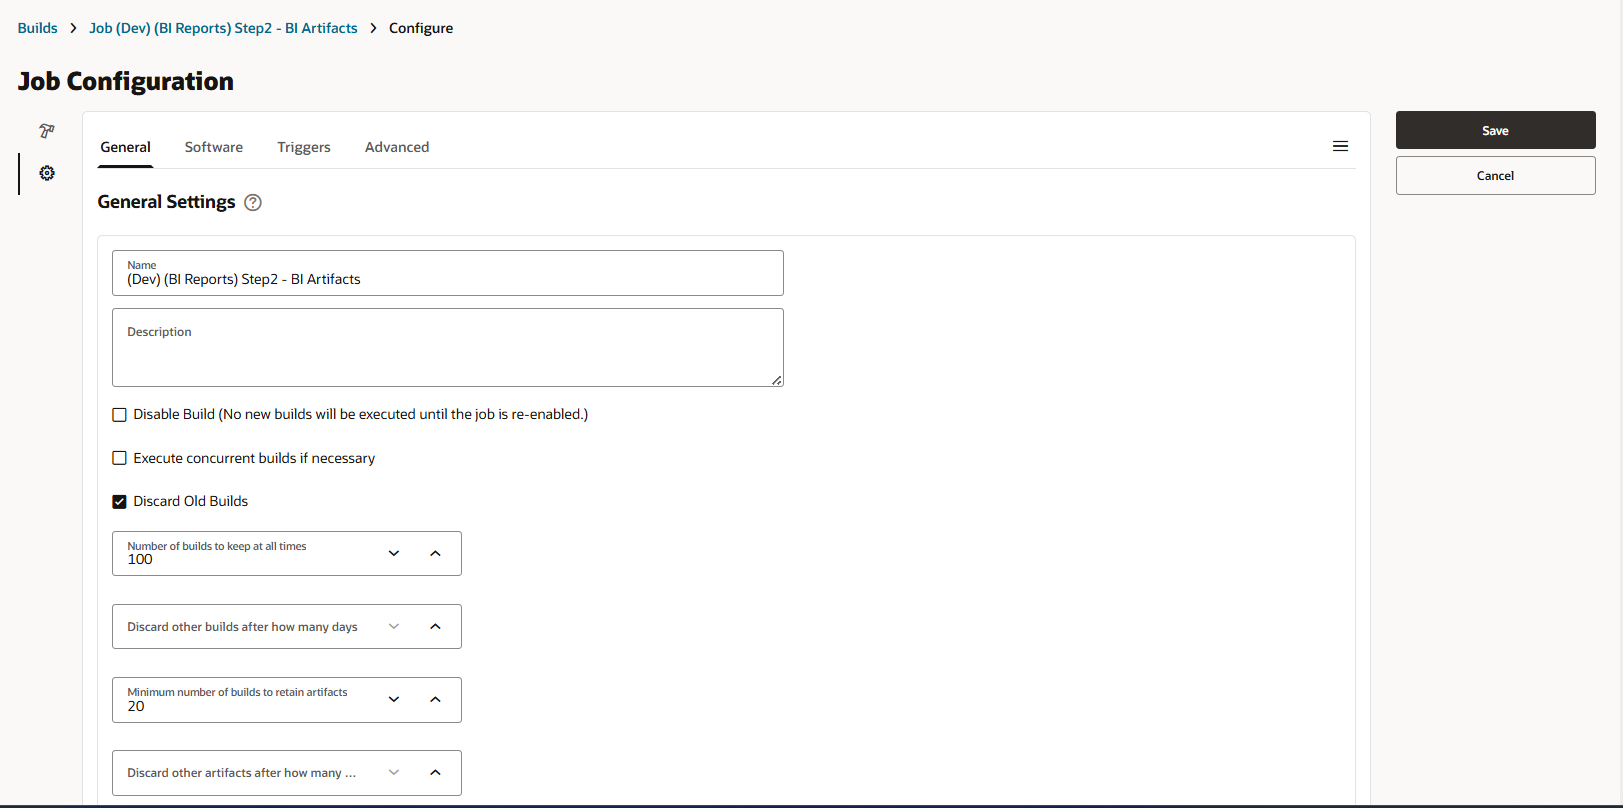 Builds > Job (Dev) (BI Reports) Step2 - BI Artifacts > Configure
Job Configuration
General Software Triggers Advanced
Save
Cancel
General Settings ?
Name
(Dev) (BI Reports) Step2 - BI Artifacts
Description
Disable Build (No new builds will be executed until the job is re-enabled.)
Execute concurrent builds if necessary
Discard Old Builds
Number of builds to keep at all times
100
Discard other builds after how many days
Minimum number of builds to retain artifacts
20
Discard other artifacts after how many ...